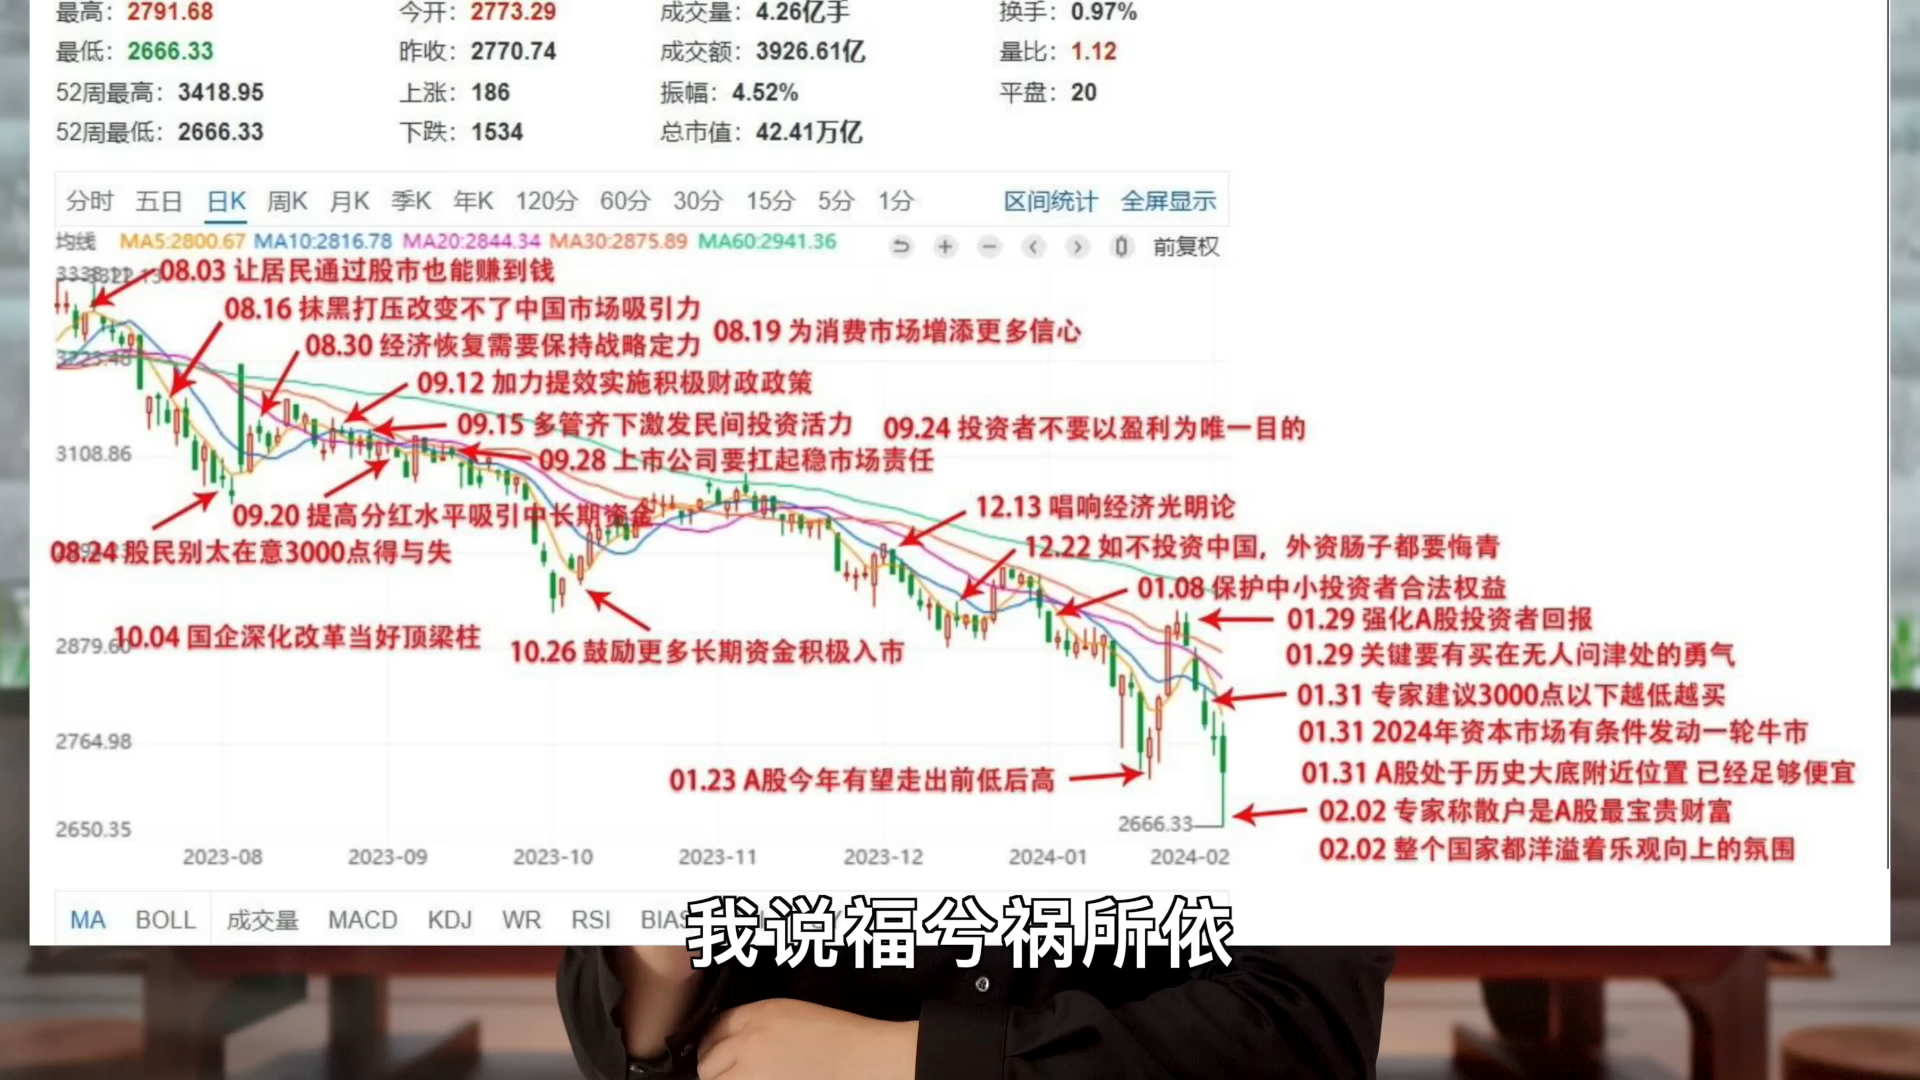 最高：2791.68 今开：2773.29 成交量：4.26亿手 换手：0.97%
最低：2666.33 昨收：2770.74 成交额：3926.61亿 量比：1.12
52周最高：3418.95 上涨：186 振幅：4.52% 平盘：20
52周最低：2666.33 下跌：1534 总市值：42.41万亿
分时 五日 日K 周K 月K 季K 年K 120分 60分 30分 15分 5分 1分 区间统计 全屏显示
均线 MA5:2800.67 MA10:2816.78 MA20:2844.34 MA30:2875.89 MA60:2941.36 前复权
08.03 让居民通过股市也能赚到钱
08.16 抹黑打压改变不了中国市场吸引力
08.19 为消费市场增添更多信心
08.30 经济恢复需要保持战略定力
3223.48
09.12 加力提效实施积极财政政策
09.15 多管齐下激发民间投资活力
09.24 投资者不要以盈利为唯一目的
3108.86
09.28 上市公司要扛起稳市场责任
12.13 唱响经济光明论
09.20 提高分红水平吸引中长期资金
12.22 如不投资中国，外资肠子都要悔青
08.24 股民别太在意3000点得与失
01.08 保护中小投资者合法权益
01.29 强化A股投资者回报
10.04 国企深化改革当好顶梁柱
2879.60
10.26 鼓励更多长期资金积极入市
01.29 关键要有买在无人问津处的勇气
01.31 专家建议3000点以下越低越买
01.31 2024年资本市场有条件发动一轮牛市
2764.98
01.31 A股处于历史大底附近位置 已经足够便宜
01.23 A股今年有望走出前低后高
02.02 专家称散户是A股最宝贵财富
2666.33
2650.35
02.02 整个国家都洋溢着乐观向上的氛围
2023-08 2023-09 2023-10 2023-11 2023-12 2024-01 2024-02
MA BOLL 成交量 MACD KDJ WR RSI BIAS
我说福兮祸所依